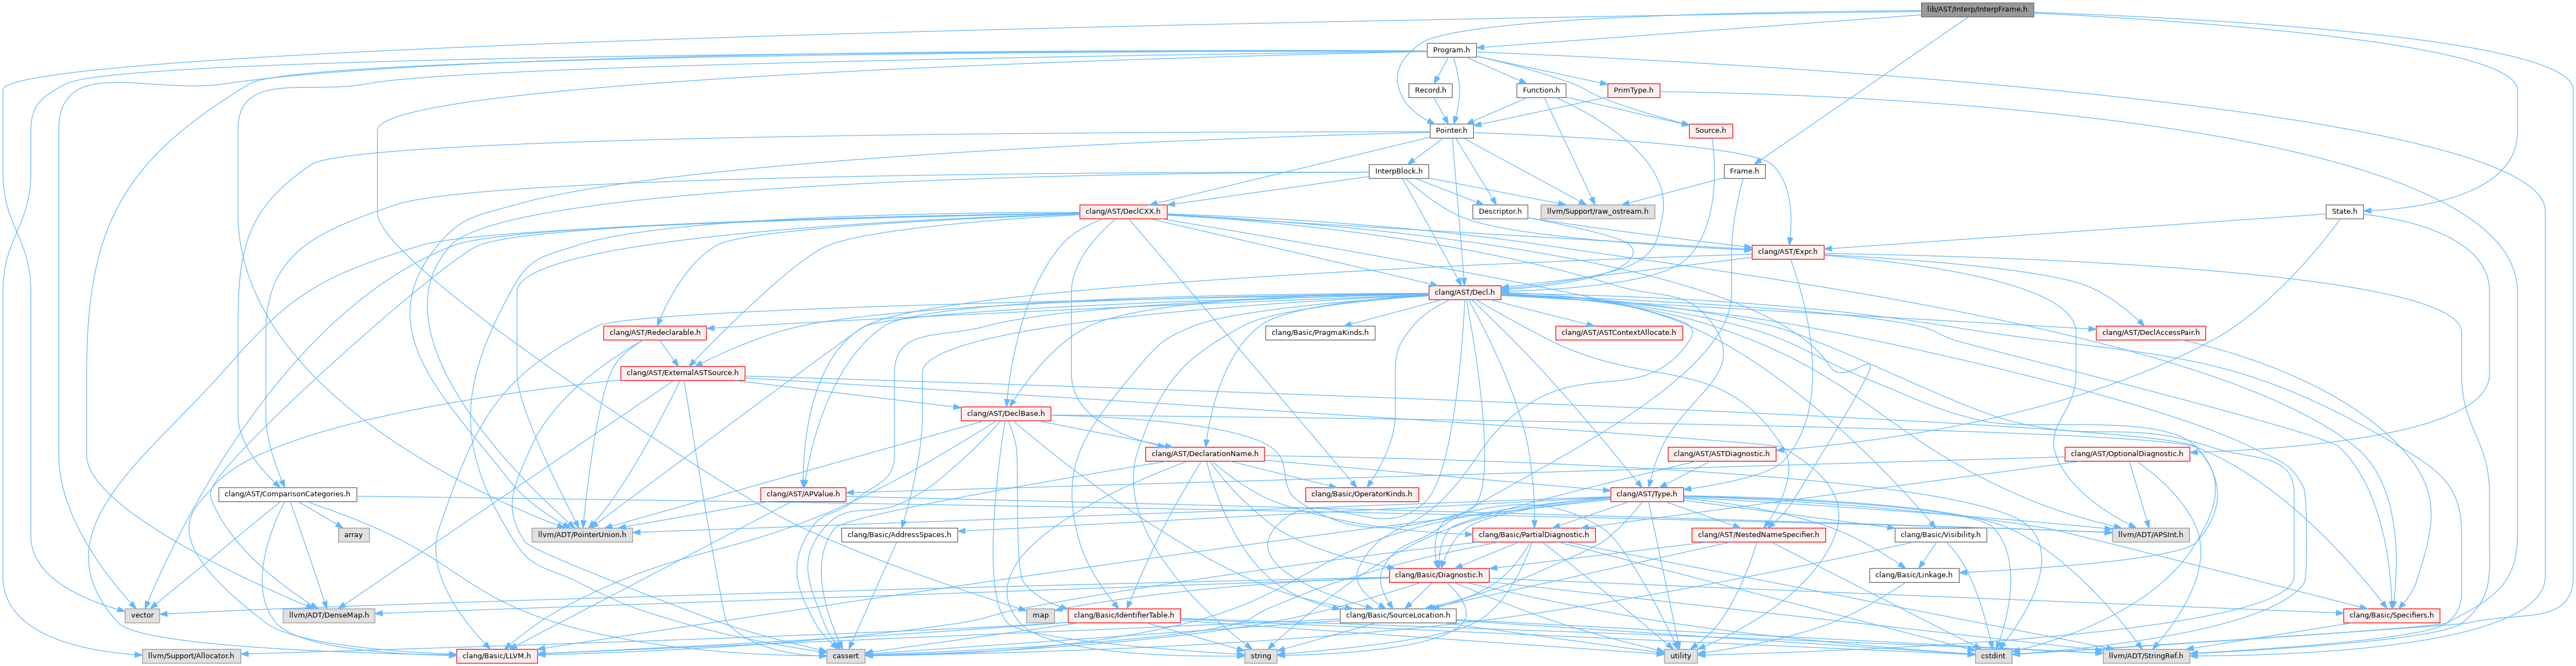 lib/AST/Interp/InterpFrame.h
Program.h
Record.h
Function.h
PrimType.h
Pointer.h
Source.h
InterpBlock.h
Frame.h
clang/AST/DeclCXX.h
Descriptor.h
llvm/Support/raw_ostream.h
State.h
clang/AST/Expr.h
clang/AST/Decl.h
clang/AST/Redeclarable.h
clang/Basic/PragmaKinds.h
clang/AST/ASTContextAllocate.h
clang/AST/DeclAccessPair.h
clang/AST/ExternalASTSource.h
clang/AST/DeclBase.h
clang/AST/DeclarationName.h
clang/AST/ASTDiagnostic.h
clang/AST/OptionalDiagnostic.h
clang/AST/ComparisonCategories.h
clang/AST/APValue.h
clang/Basic/OperatorKinds.h
clang/AST/Type.h
array
llvm/ADT/PointerUnion.h
clang/Basic/AddressSpaces.h
clang/Basic/PartialDiagnostic.h
clang/AST/NestedNameSpecifier.h
clang/Basic/Visibility.h
llvm/ADT/APSInt.h
clang/Basic/Diagnostic.h
clang/Basic/Linkage.h
vector
llvm/ADT/DenseMap.h
map
clang/Basic/IdentifierTable.h
clang/Basic/SourceLocation.h
clang/Basic/Specifiers.h
llvm/Support/Allocator.h
clang/Basic/LLVM.h
cassert
string
utility
cstdint
llvm/ADT/StringRef.h